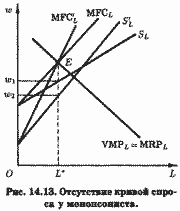 w
MFC'L MFCL S'L SL
E
w1
w2
O L* L
VMPL = MRPL
Рис. 14.13. Отсутствие кривой спро-
са у монопсониста.